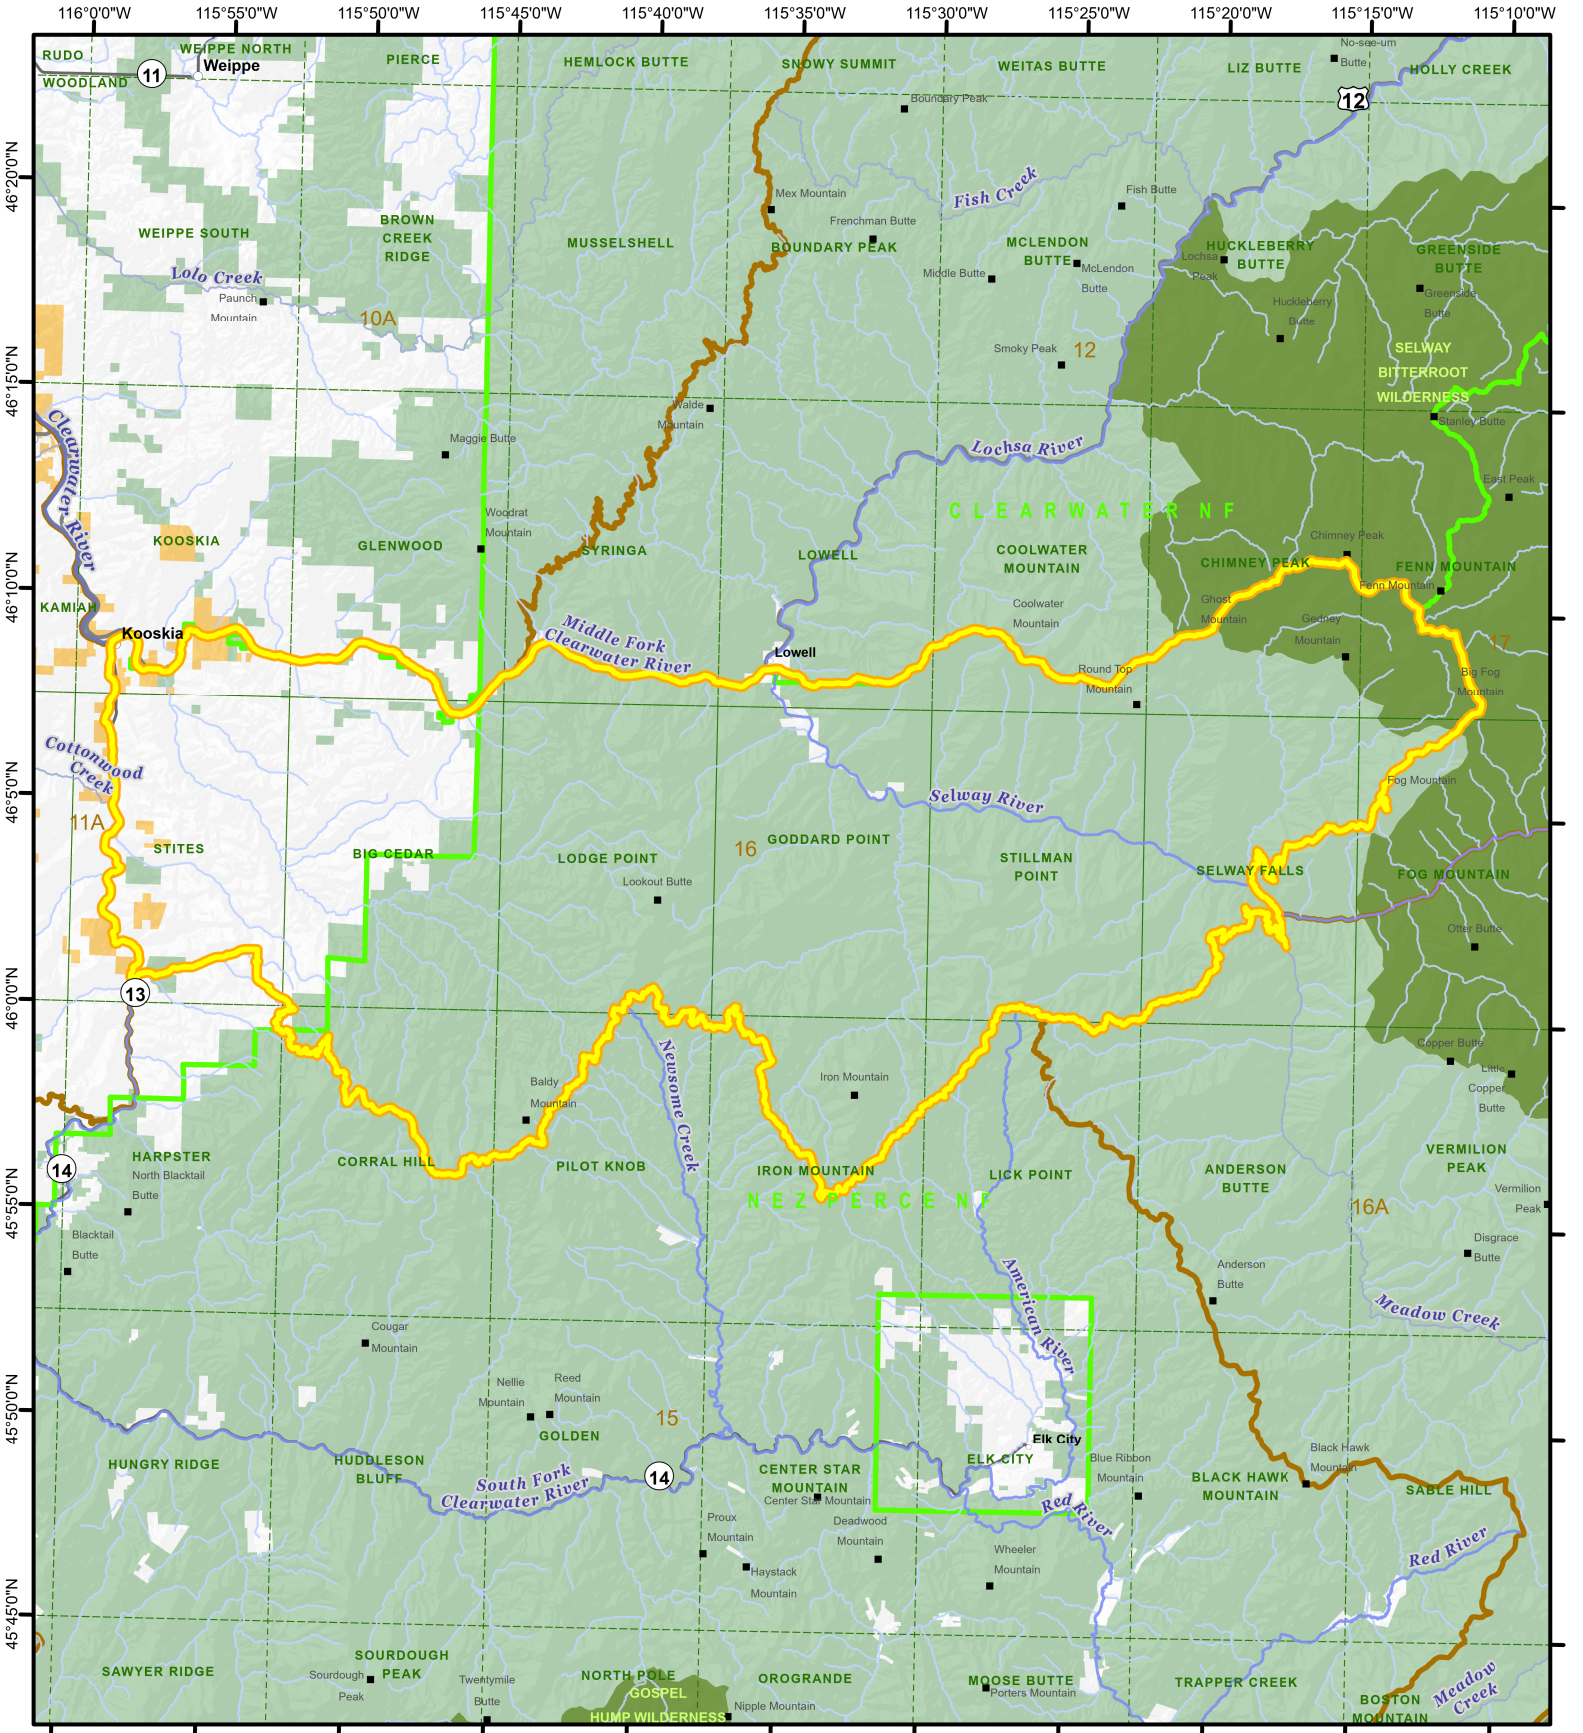 116°0'0"W 115°55'0"W 115°50'0"W 115°45'0"W 115°40'0"W 115°35'0"W 115°30'0"W 115°25'0"W 115°20'0"W 115°15'0"W 115°10'0"W
46°20'0"N
46°15'0"N
46°10'0"N
46°5'0"N
46°0'0"N
45°55'0"N
45°50'0"N
45°45'0"N
RUDO
WEIPPE NORTH
Weippe
11
WOODLAND
PIERCE
HEMLOCK BUTTE
SNOWY SUMMIT
WEITAS BUTTE
LIZ BUTTE
No-see-um
Butte
HOLLY CREEK
12
Boundary Peak
Mex Mountain
Frenchman Butte
BOUNDARY PEAK
Fish Creek
Fish Butte
MCLENDON
BUTTE
McLendon
Butte
Middle Butte
Lochsa
Peak
HUCKLEBERRY
BUTTE
Huckleberry
Butte
GREENSIDE
BUTTE
Greenside
Butte
WEIPPE SOUTH
BROWN
CREEK
RIDGE
MUSSELSHELL
Lolo Creek
Paunch
Mountain
10A
Smoky Peak
12
SELWAY
BITTERROOT
WILDERNESS
Stanley Butte
Walde
Mountain
Maggie Butte
Lochsa River
East Peak
Clearwater River
Woodrat
Mountain
CLEARWATER NF
KOOSKIA
GLENWOOD
SYRINGA
LOWELL
COOLWATER
MOUNTAIN
Chimney Peak
CHIMNEY PEAK
FENN MOUNTAIN
Fenn Mountain
KAMIAH
Kooskia
Middle Fork
Clearwater River
Lowell
Coolwater
Mountain
Ghost
Mountain
Gedney
Mountain
17
Round Top
Mountain
Big Fog
Mountain
Cottonwood
Creek
11A
STITES
BIG CEDAR
LODGE POINT
16
GODDARD POINT
Selway River
STILLMAN
POINT
SELWAY FALLS
Fog Mountain
FOG MOUNTAIN
Lookout Butte
Otter Butte
13
Newsome Creek
Baldy
Mountain
Iron Mountain
Copper Butte
Little
Copper
Butte
14
HARPSTER
North Blacktail
Butte
CORRAL HILL
PILOT KNOB
IRON MOUNTAIN
NEZ PERCE NF
LICK POINT
ANDERSON
BUTTE
VERMILION
PEAK
Vermilion
Peak
16A
Blacktail
Butte
American River
Anderson
Butte
Disgrace
Butte
Meadow Creek
Cougar
Mountain
Nellie
Mountain
Reed
Mountain
GOLDEN
15
Elk City
ELK CITY
HUNGRY RIDGE
HUDDLESON
BLUFF
South Fork
Clearwater River
14
CENTER STAR
MOUNTAIN
Center Star Mountain
Blue Ribbon
Mountain
BLACK HAWK
MOUNTAIN
Black Hawk
Mountain
SABLE HILL
Red River
Proux
Mountain
Deadwood
Mountain
Haystack
Mountain
Wheeler
Mountain
Red River
SAWYER RIDGE
SOURDOUGH
PEAK
Sourdough
Peak
Twentymile
Butte
NORTH POLE
GOSPEL
HUMP WILDERNESS
Nipple Mountain
OROGRANDE
MOOSE BUTTE
Porters Mountain
TRAPPER CREEK
BOSTON
MOUNTAIN
Meadow
Creek